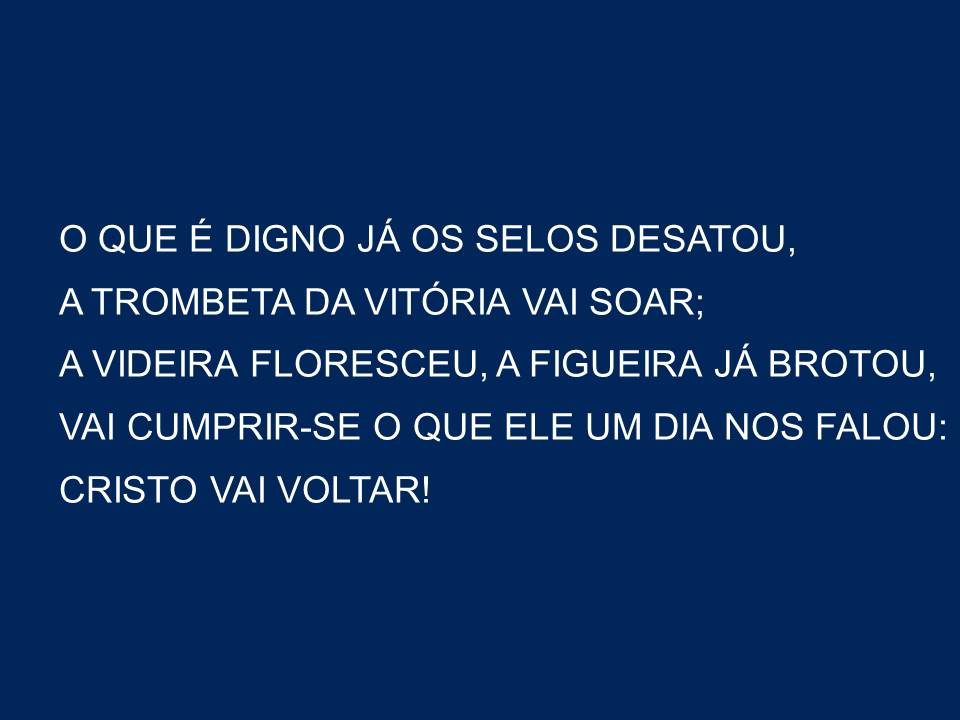 O QUE É DIGNO JÁ OS SELOS DESATOU,
A TROMBETA DA VITÓRIA VAI SOAR;
A VIDEIRA FLORESCEU, A FIGUEIRA JÁ BROTOU,
VAI CUMPRIR-SE O QUE ELE UM DIA NOS FALOU:
CRISTO VAI VOLTAR!